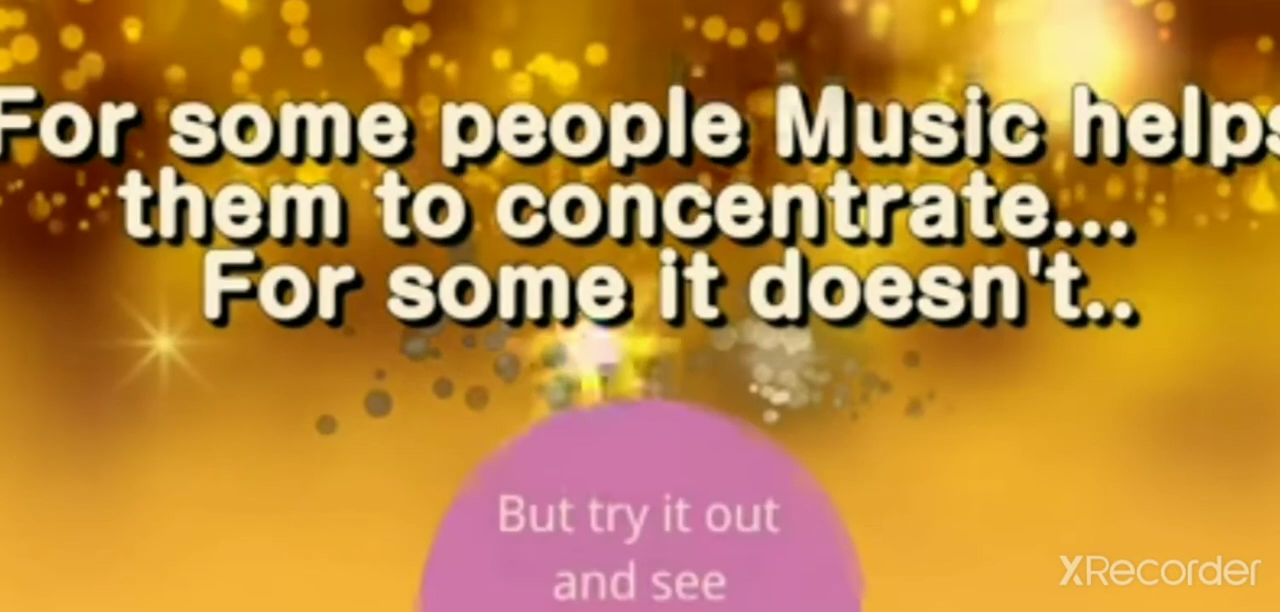 For some people Music helps
them to concentrate...
For some it doesn't..
But try it out
and see
XRecorder